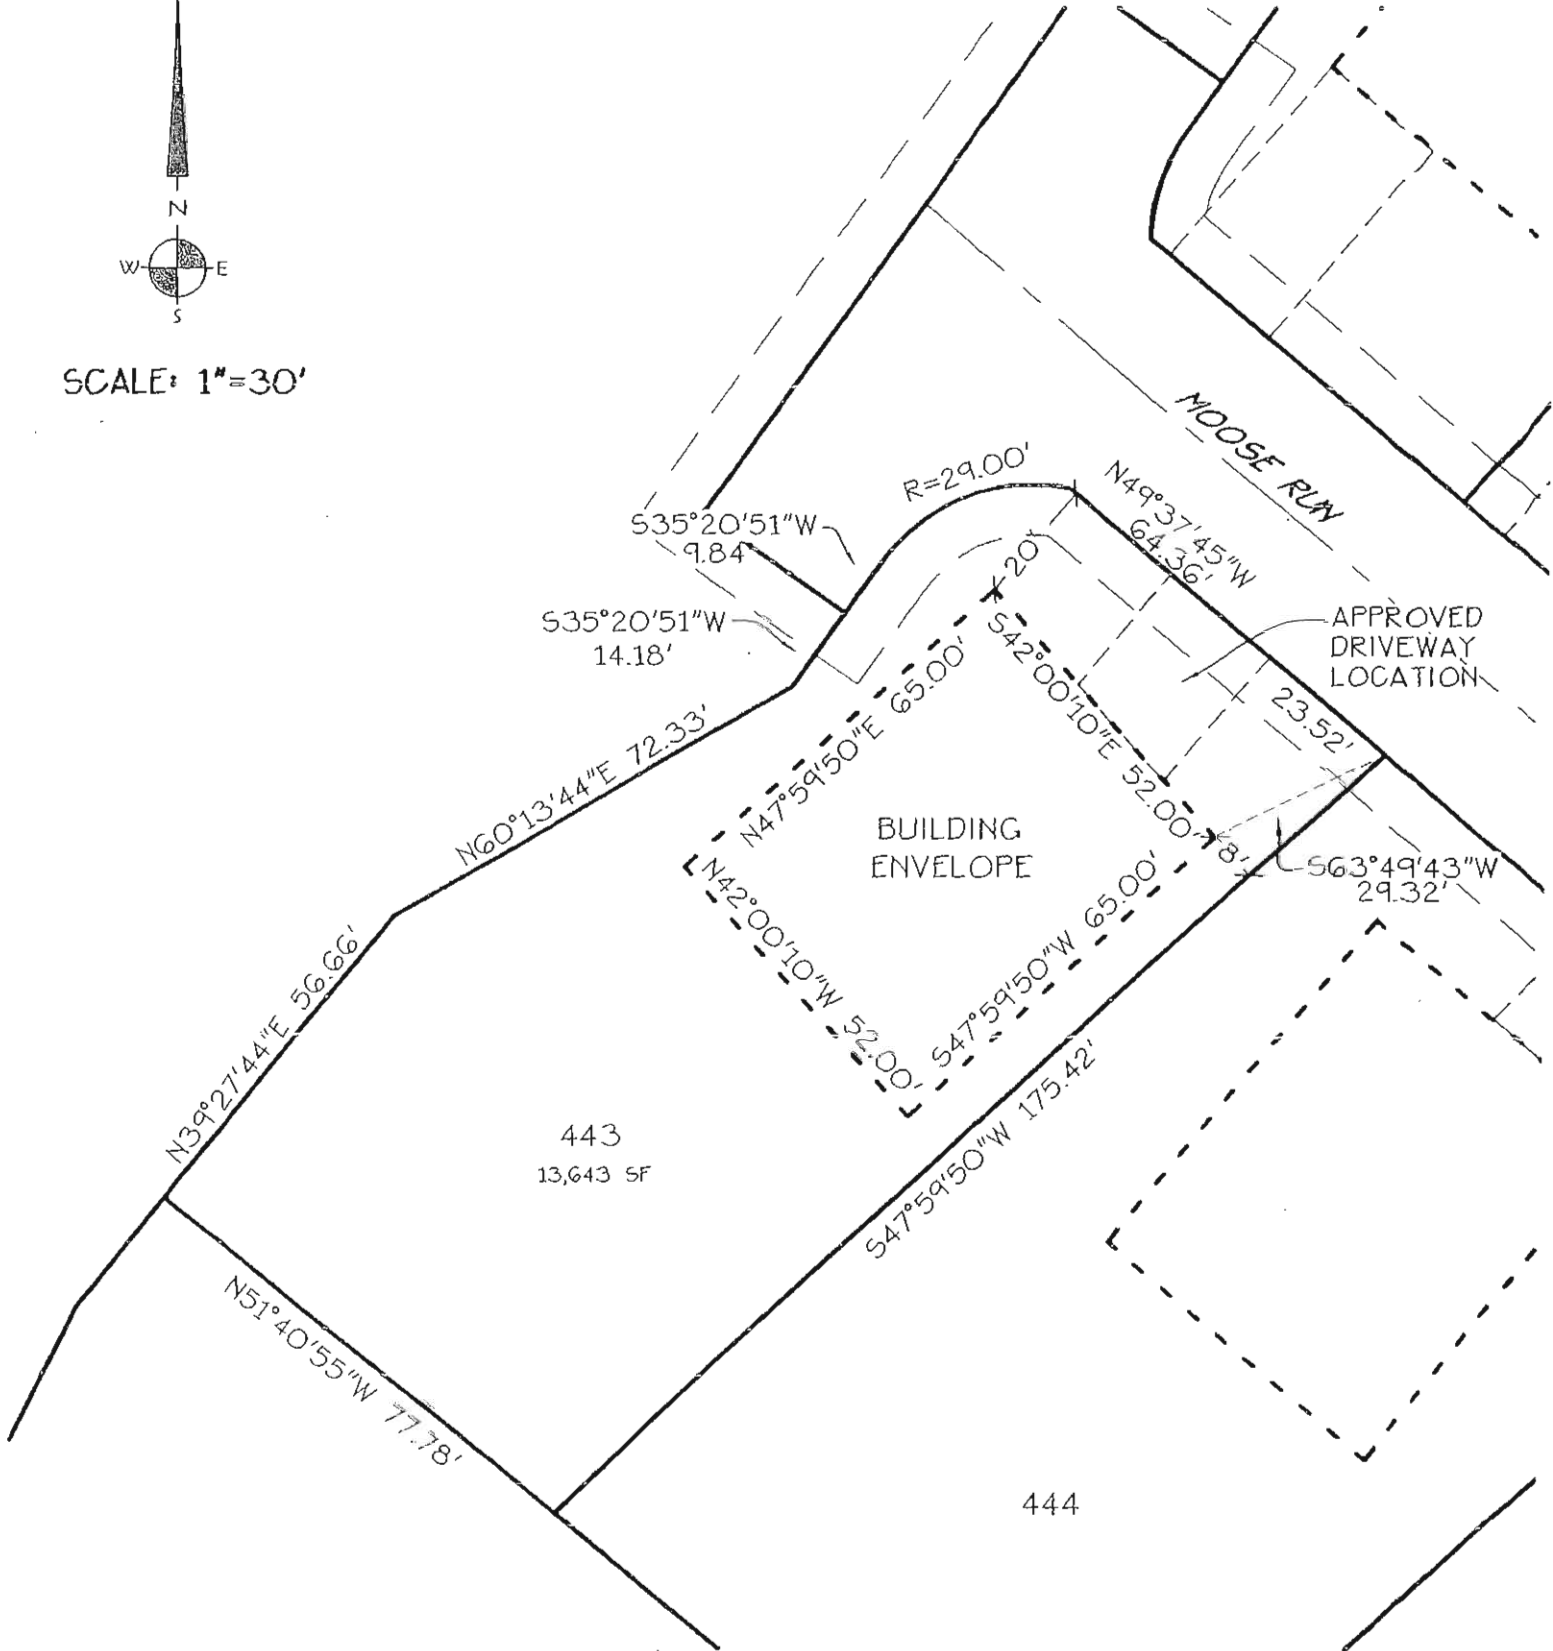 N
W E
S
SCALE: 1"=30'
MOOSE RUN
R=29.00'
N49°37'45"W
64.36'
S35°20'51"W
9.84
20'
S35°20'51"W
14.18'
APPROVED
DRIVEWAY
LOCATION
N47°59'50"E 65.00'
S42°00'10"E 52.00'
23.52'
N60°13'44"E 72.33'
BUILDING
ENVELOPE
8'
S63°49'43"W
29.32'
N42°00'10"W 52.00'
S47°59'50"W 65.00'
N39°27'44"E 56.66'
443
13,643 SF
S47°59'50"W 175.42'
N51°40'55"W 77.78'
444